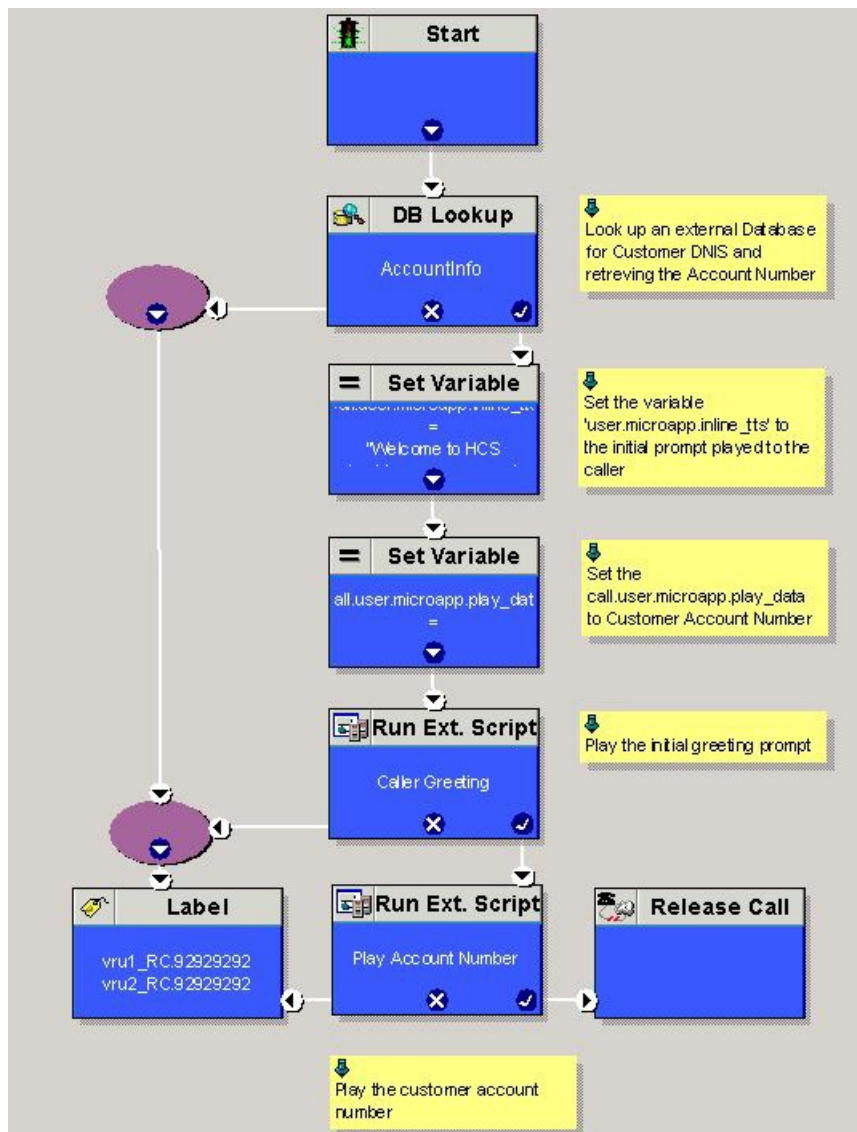 Start
DB Lookup
AccountInfo
Look up an external Database
for Customer DNIS and
retreving the Account Number
Set Variable
=
"Welcome to HCS
Set the variable
'user.microapp.inline_tts' to
the initial prompt played to the
caller
Set Variable
all.user.microapp.play_dat
=
Set the
call.user.microapp.play_data
to Customer Account Number
Run Ext. Script
Caller Greeting
Play the initial greeting prompt
Label
vru1_RC.92929292
vru2_RC.92929292
Run Ext. Script
Play Account Number
Release Call
Play the customer account
number